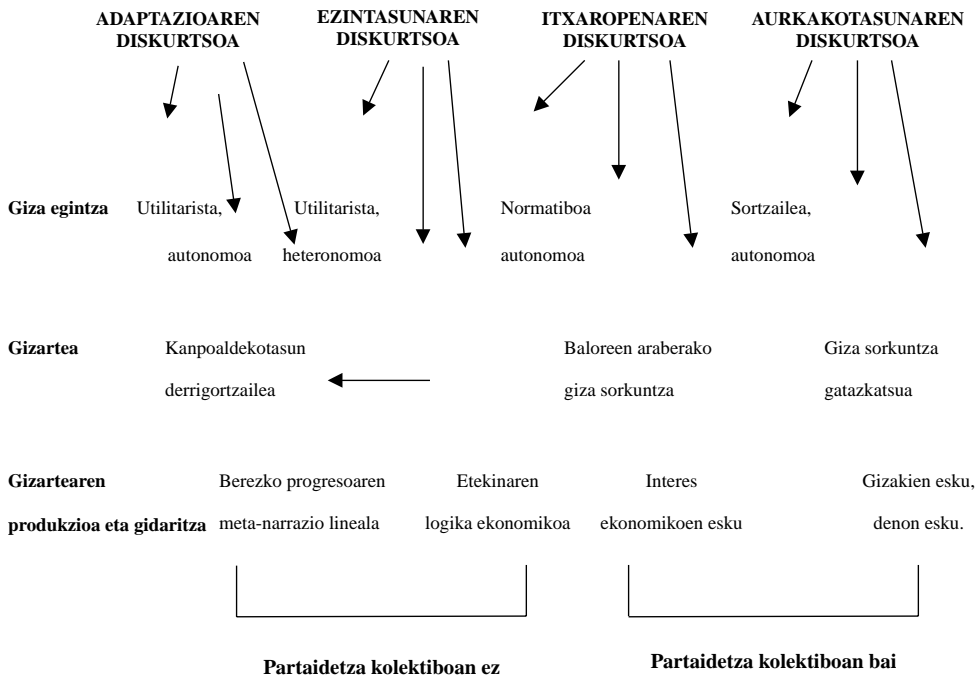 ADAPTAZIOAREN EZINTASUNAREN ITXAROPENAREN AURKAKOTASUNAREN
DISKURTSOA DISKURTSOA DISKURTSOA DISKURTSOA
Giza egintza Utilitarista, Utilitarista, Normatiboa Sortzailea,
autonomoa heteronomoa autonomoa autonomoa
Gizartea Kanpoaldekotasun Baloreen araberako Giza sorkuntza
derrigortzailea giza sorkuntza gatazkatsua
Gizartearen Berezko progresoaren Etekinaren Interes Gizakien esku,
produkzioa eta gidaritza meta-narrazio lineala logika ekonomikoa ekonomikoen esku denon esku.
Partaidetza kolektiboan ez Partaidetza kolektiboan bai